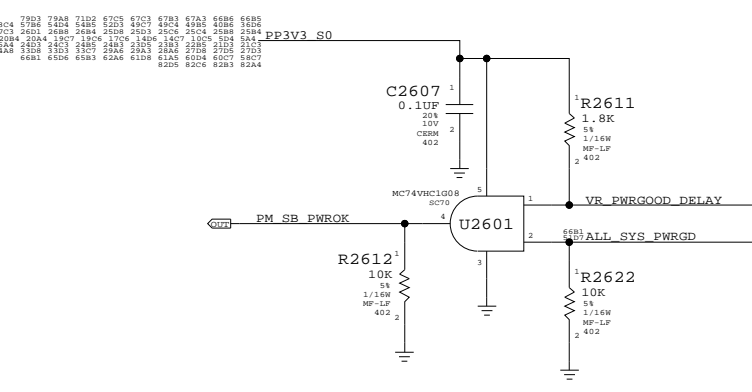 79D3 79A8 71D2 67C5 67C3 67B3 67A3 66B6 66B5
57B6 54D4 54B5 52D3 49C7 49C4 49B5 40B6 36D6
26D1 26B8 26B4 25D8 25D3 25C6 25C4 25B8 25B4
20B4 20A4 19C7 19C6 17C6 14D6 14C7 10C5 5D4 5A4
24D3 24C3 24B5 24B3 23D5 23B3 22B5 21D3 21C3
33D8 33D3 33C7 29A6 29A3 28A6 27D8 27D5 27D3
66B1 65D6 65B3 62A6 61D8 61A5 60D4 60C7 58C7
82D5 82C6 82B3 82A4
PP3V3_S0
C2607
1
0.1UF
20%
10V
CERM
402
2
1
R2611
1.8K
5%
1/16W
MF-LF
402
2
MC74VHC1G08
SC70
5
U2601
1
VR_PWRGOOD_DELAY
4
PM_SB_PWROK
OUT
2
66B1
ALL_SYS_PWRGD
3
R2612
1
10K
5%
1/16W
MF-LF
402
2
1
R2622
10K
5%
1/16W
MF-LF
402
2